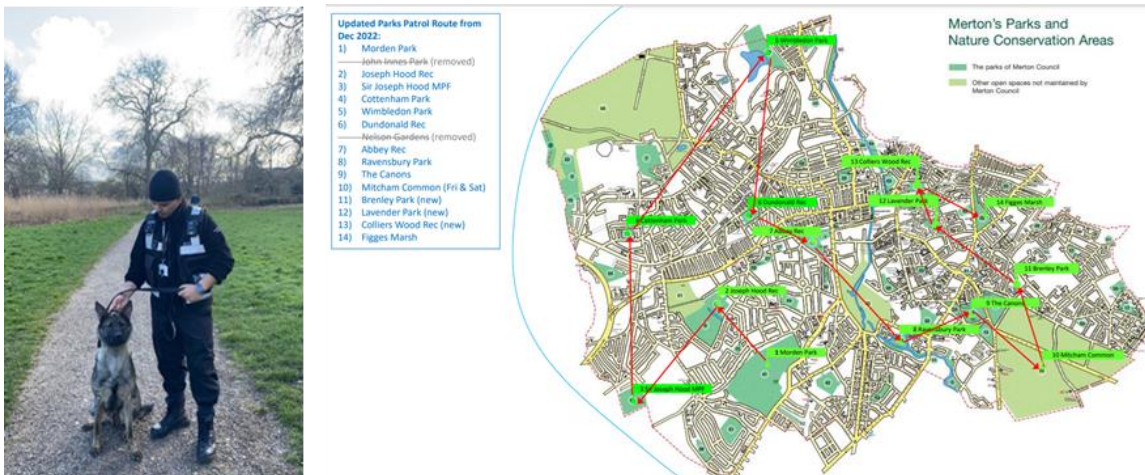 Updated Parks Patrol Route from
Dec 2022:
1) Morden Park
John Innes Park (removed)
2) Joseph Hood Rec
3) Sir Joseph Hood MPF
4) Cottenham Park
5) Wimbledon Park
6) Dundonald Rec
Nelson Gardens (removed)
7) Abbey Rec
8) Ravensbury Park
9) The Canons
10) Mitcham Common (Fri & Sat)
11) Brenley Park (new)
12) Lavender Park (new)
13) Colliers Wood Rec (new)
14) Figges Marsh
Merton's Parks and
Nature Conservation Areas
The parks of Merton Council
Other open spaces not maintained by
Merton Council
5 Wimbledon Park
13 Colliers Wood Rec
12 Lavender Park
14 Figges Marsh
6 Dundonald Rec
4 Cottenham Park
7 Abbey Rec
11 Brenley Park
2 Joseph Hood Rec
9 The Canons
8 Ravensbury Park
1 Morden Park
10 Mitcham Common
3 Sir Joseph Hood MPF